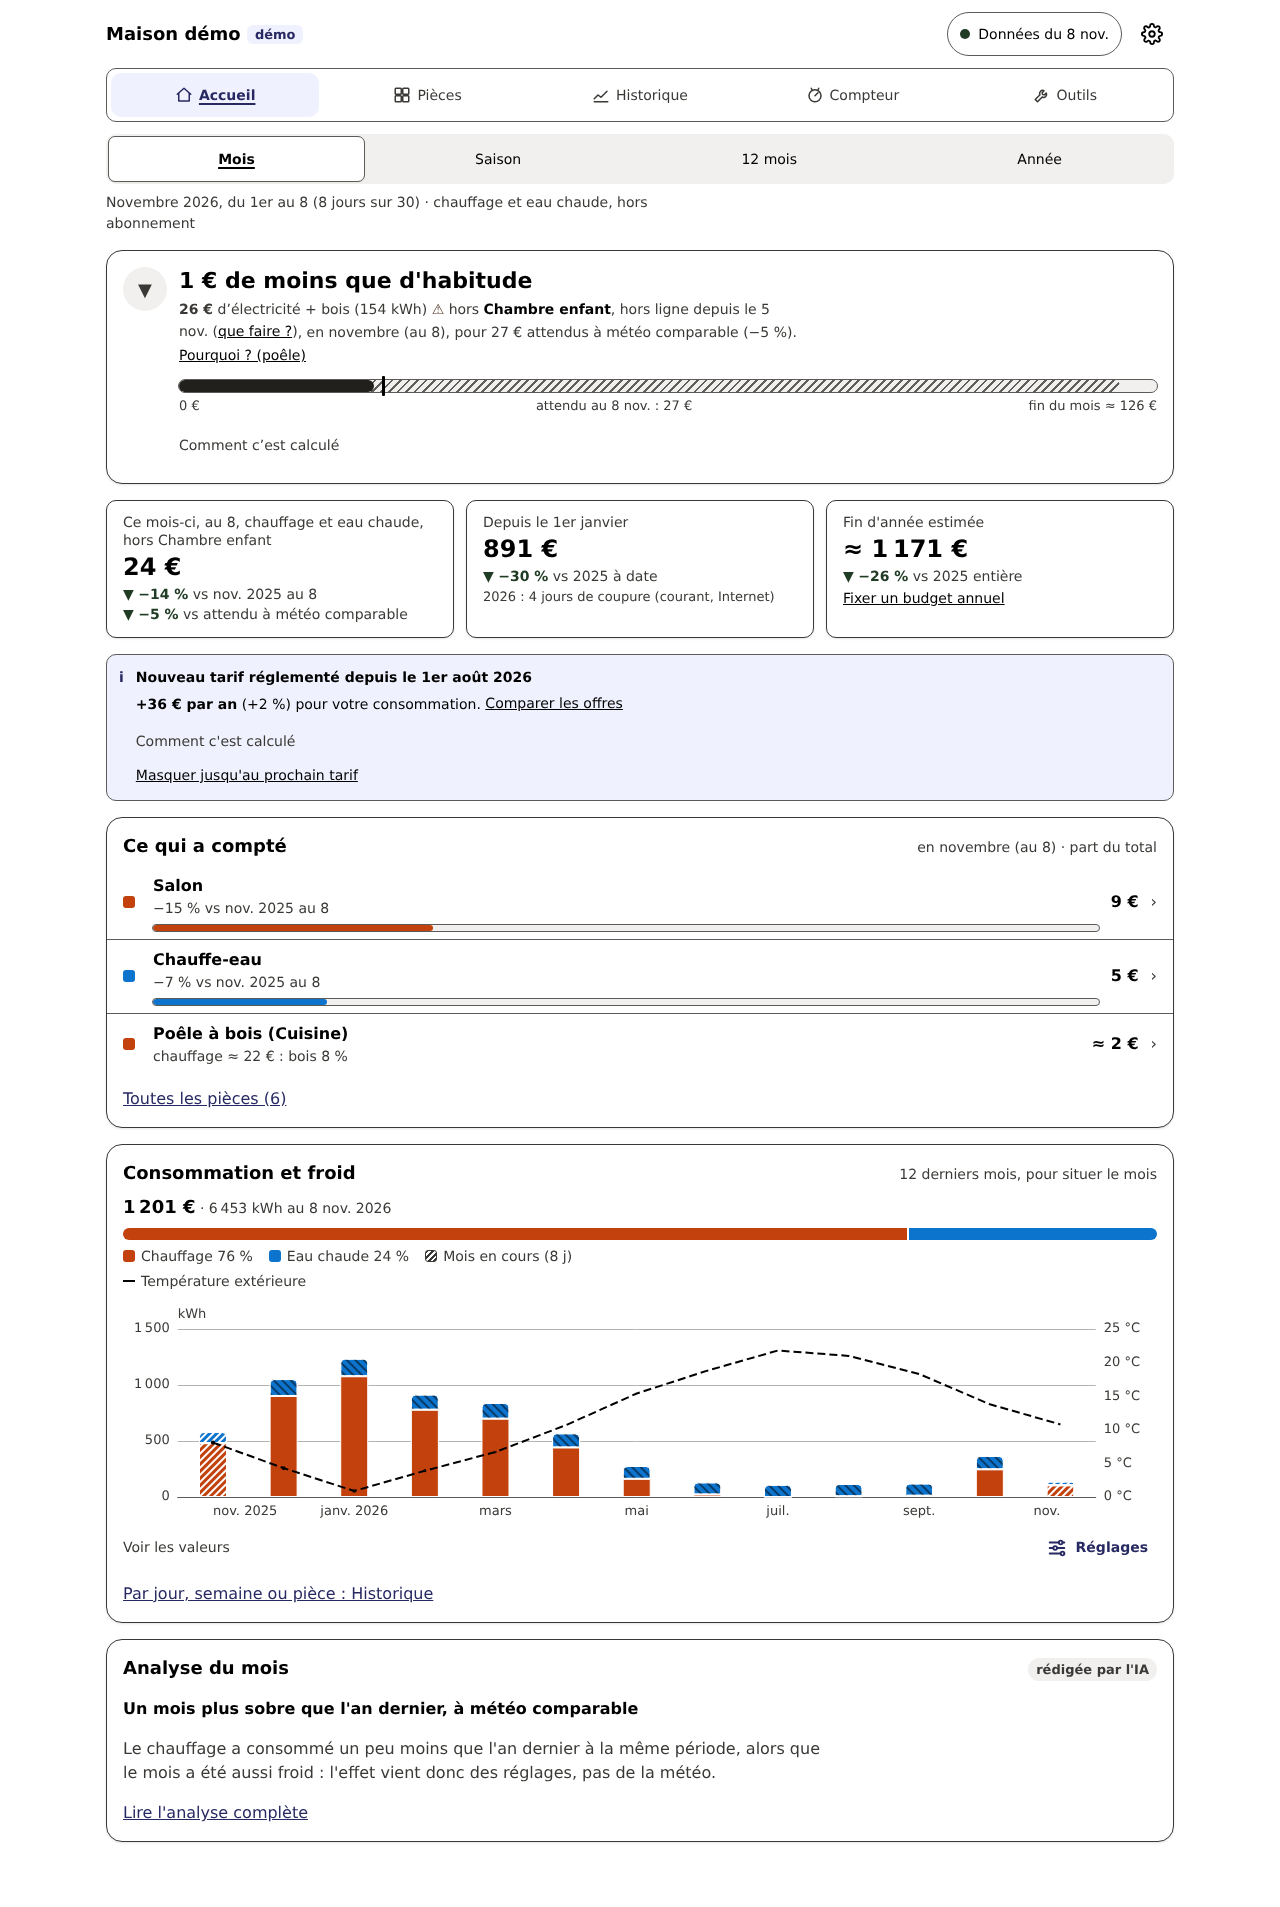 Maison démo démo
Données du 8 nov.
Accueil
Pièces
Historique
Compteur
Outils
Mois
Saison
12 mois
Année
Novembre 2026, du 1er au 8 (8 jours sur 30) · chauffage et eau chaude, hors
abonnement
▼
1 € de moins que d'habitude
26 € d’électricité + bois (154 kWh) ⚠ hors Chambre enfant, hors ligne depuis le 5
nov. (que faire ?), en novembre (au 8), pour 27 € attendus à météo comparable (−5 %).
Pourquoi ? (poêle)
0 €
attendu au 8 nov. : 27 €
fin du mois ≈ 126 €
Comment c’est calculé
Ce mois-ci, au 8, chauffage et eau chaude,
hors Chambre enfant
24 €
▼ −14 % vs nov. 2025 au 8
▼ −5 % vs attendu à météo comparable
Depuis le 1er janvier
891 €
▼ −30 % vs 2025 à date
2026 : 4 jours de coupure (courant, Internet)
Fin d'année estimée
≈ 1 171 €
▼ −26 % vs 2025 entière
Fixer un budget annuel
i Nouveau tarif réglementé depuis le 1er août 2026
+36 € par an (+2 %) pour votre consommation. Comparer les offres
Comment c'est calculé
Masquer jusqu'au prochain tarif
Ce qui a compté
en novembre (au 8) · part du total
Salon
−15 % vs nov. 2025 au 8
9 € ›
Chauffe-eau
−7 % vs nov. 2025 au 8
5 € ›
Poêle à bois (Cuisine)
chauffage ≈ 22 € : bois 8 %
≈ 2 € ›
Toutes les pièces (6)
Consommation et froid
12 derniers mois, pour situer le mois
1 201 € · 6 453 kWh au 8 nov. 2026
Chauffage 76 %
Eau chaude 24 %
Mois en cours (8 j)
Température extérieure
kWh
1 500
1 000
500
0
25 °C
20 °C
15 °C
10 °C
5 °C
0 °C
nov. 2025
janv. 2026
mars
mai
juil.
sept.
nov.
Voir les valeurs
Réglages
Par jour, semaine ou pièce : Historique
Analyse du mois
rédigée par l'IA
Un mois plus sobre que l'an dernier, à météo comparable
Le chauffage a consommé un peu moins que l'an dernier à la même période, alors que
le mois a été aussi froid : l'effet vient donc des réglages, pas de la météo.
Lire l'analyse complète